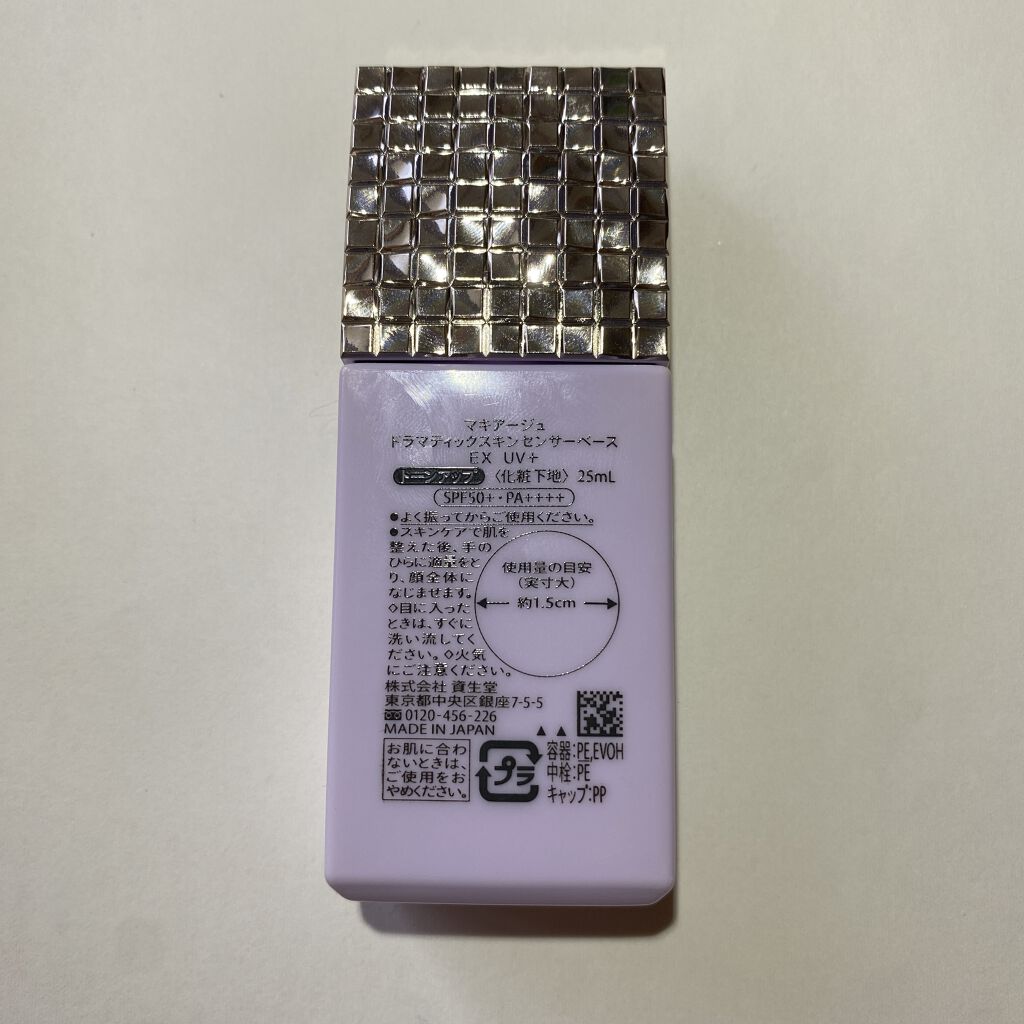 マキアージュ
ドラマティックスキンセンサーベース
EX UV+
トーンアップ 〈化粧下地〉 25mL
SPF50+・PA++++
●よく振ってからご使用ください。
●スキンケアで肌を
整えた後、手の
ひらに適量をと
り、顔全体に
なじませます。
◇目に入った
ときは、すぐに
洗い流してく
ださい。◇火気
にご注意ください。
使用量の目安
(実寸大)
約1.5cm
株式会社 資生堂
東京都中央区銀座7-5-5
0120-456-226
MADE IN JAPAN
お肌に合わ
ないときは、
ご使用をお
やめください。
プラ
容器:PE,EVOH
中栓:PE
キャップ:PP